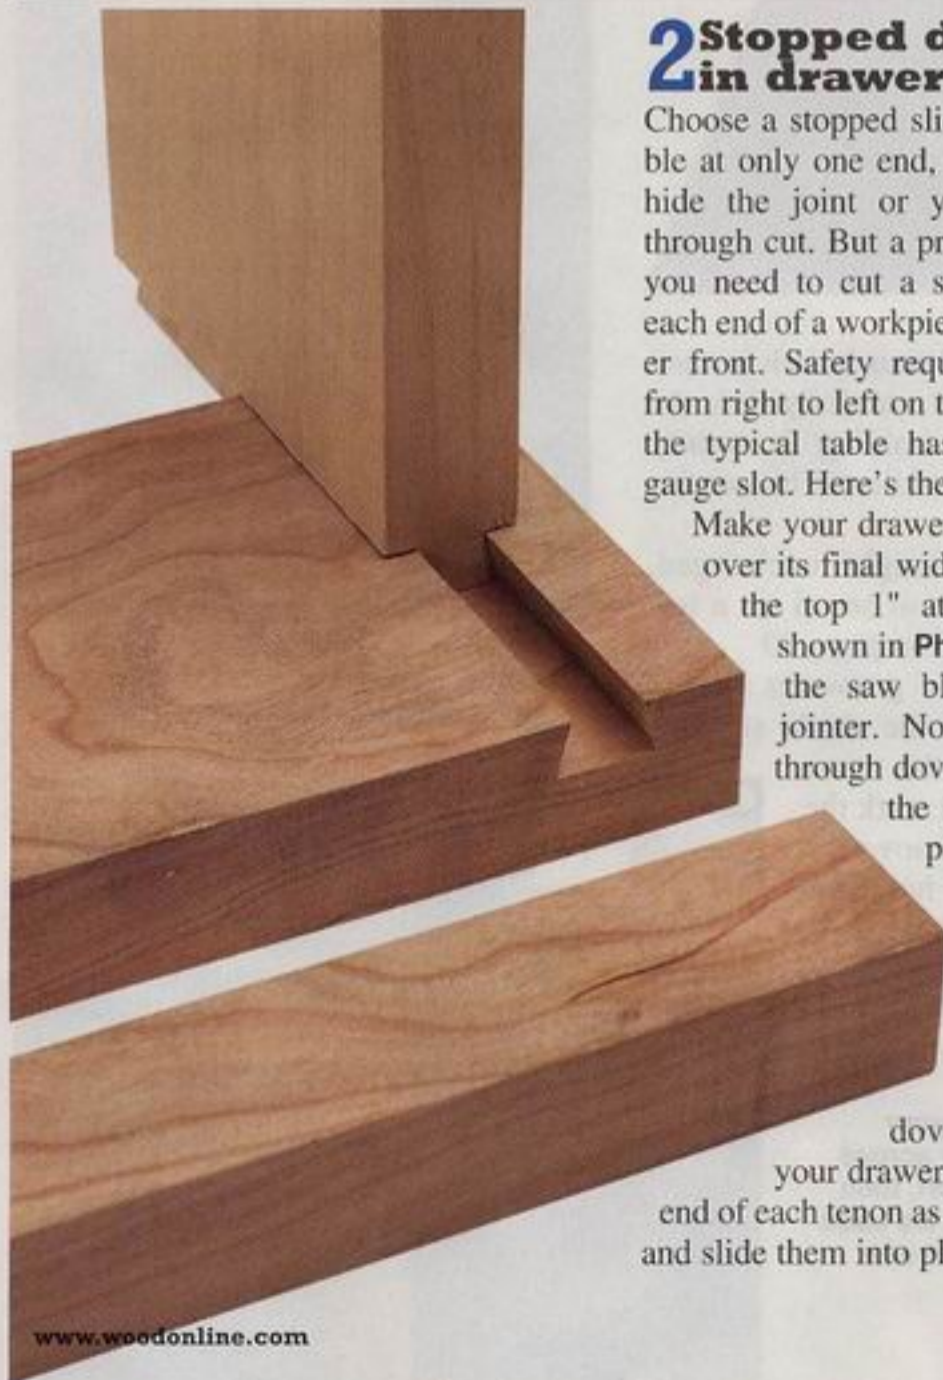 2 Stopped d
in drawer
Choose a stopped sli
ble at only one end,
hide the joint or y
through cut. But a pr
you need to cut a s
each end of a workpie
er front. Safety requ
from right to left on t
the typical table has
gauge slot. Here's the
Make your drawe
over its final wid
the top 1" at
shown in Ph
the saw bl
jointer. No
through dov
the
p
dov
your drawer
end of each tenon as
and slide them into pl
www.woodonline.com